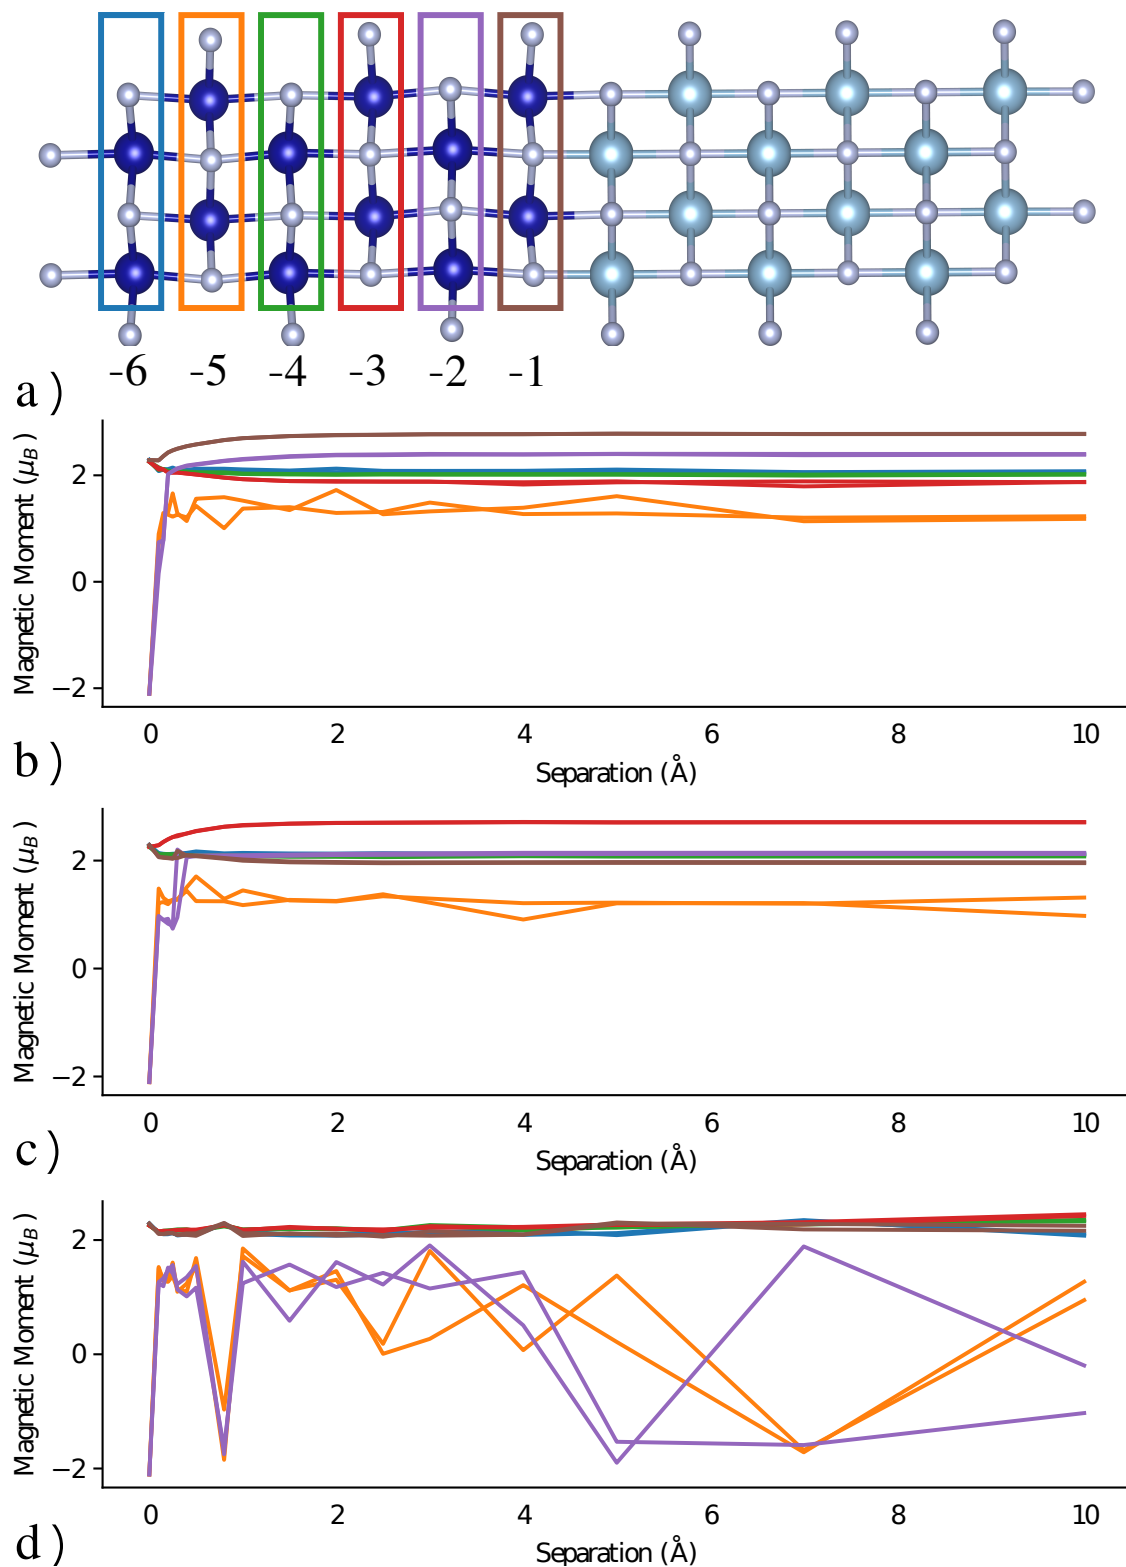 -6 -5 -4 -3 -2 -1
a)
Magnetic Moment (μB)
2
0
−2
0 2 4 6 8 10
Separation (Å)
b)
Magnetic Moment (μB)
2
0
−2
0 2 4 6 8 10
Separation (Å)
c)
Magnetic Moment (μB)
2
0
−2
0 2 4 6 8 10
Separation (Å)
d)